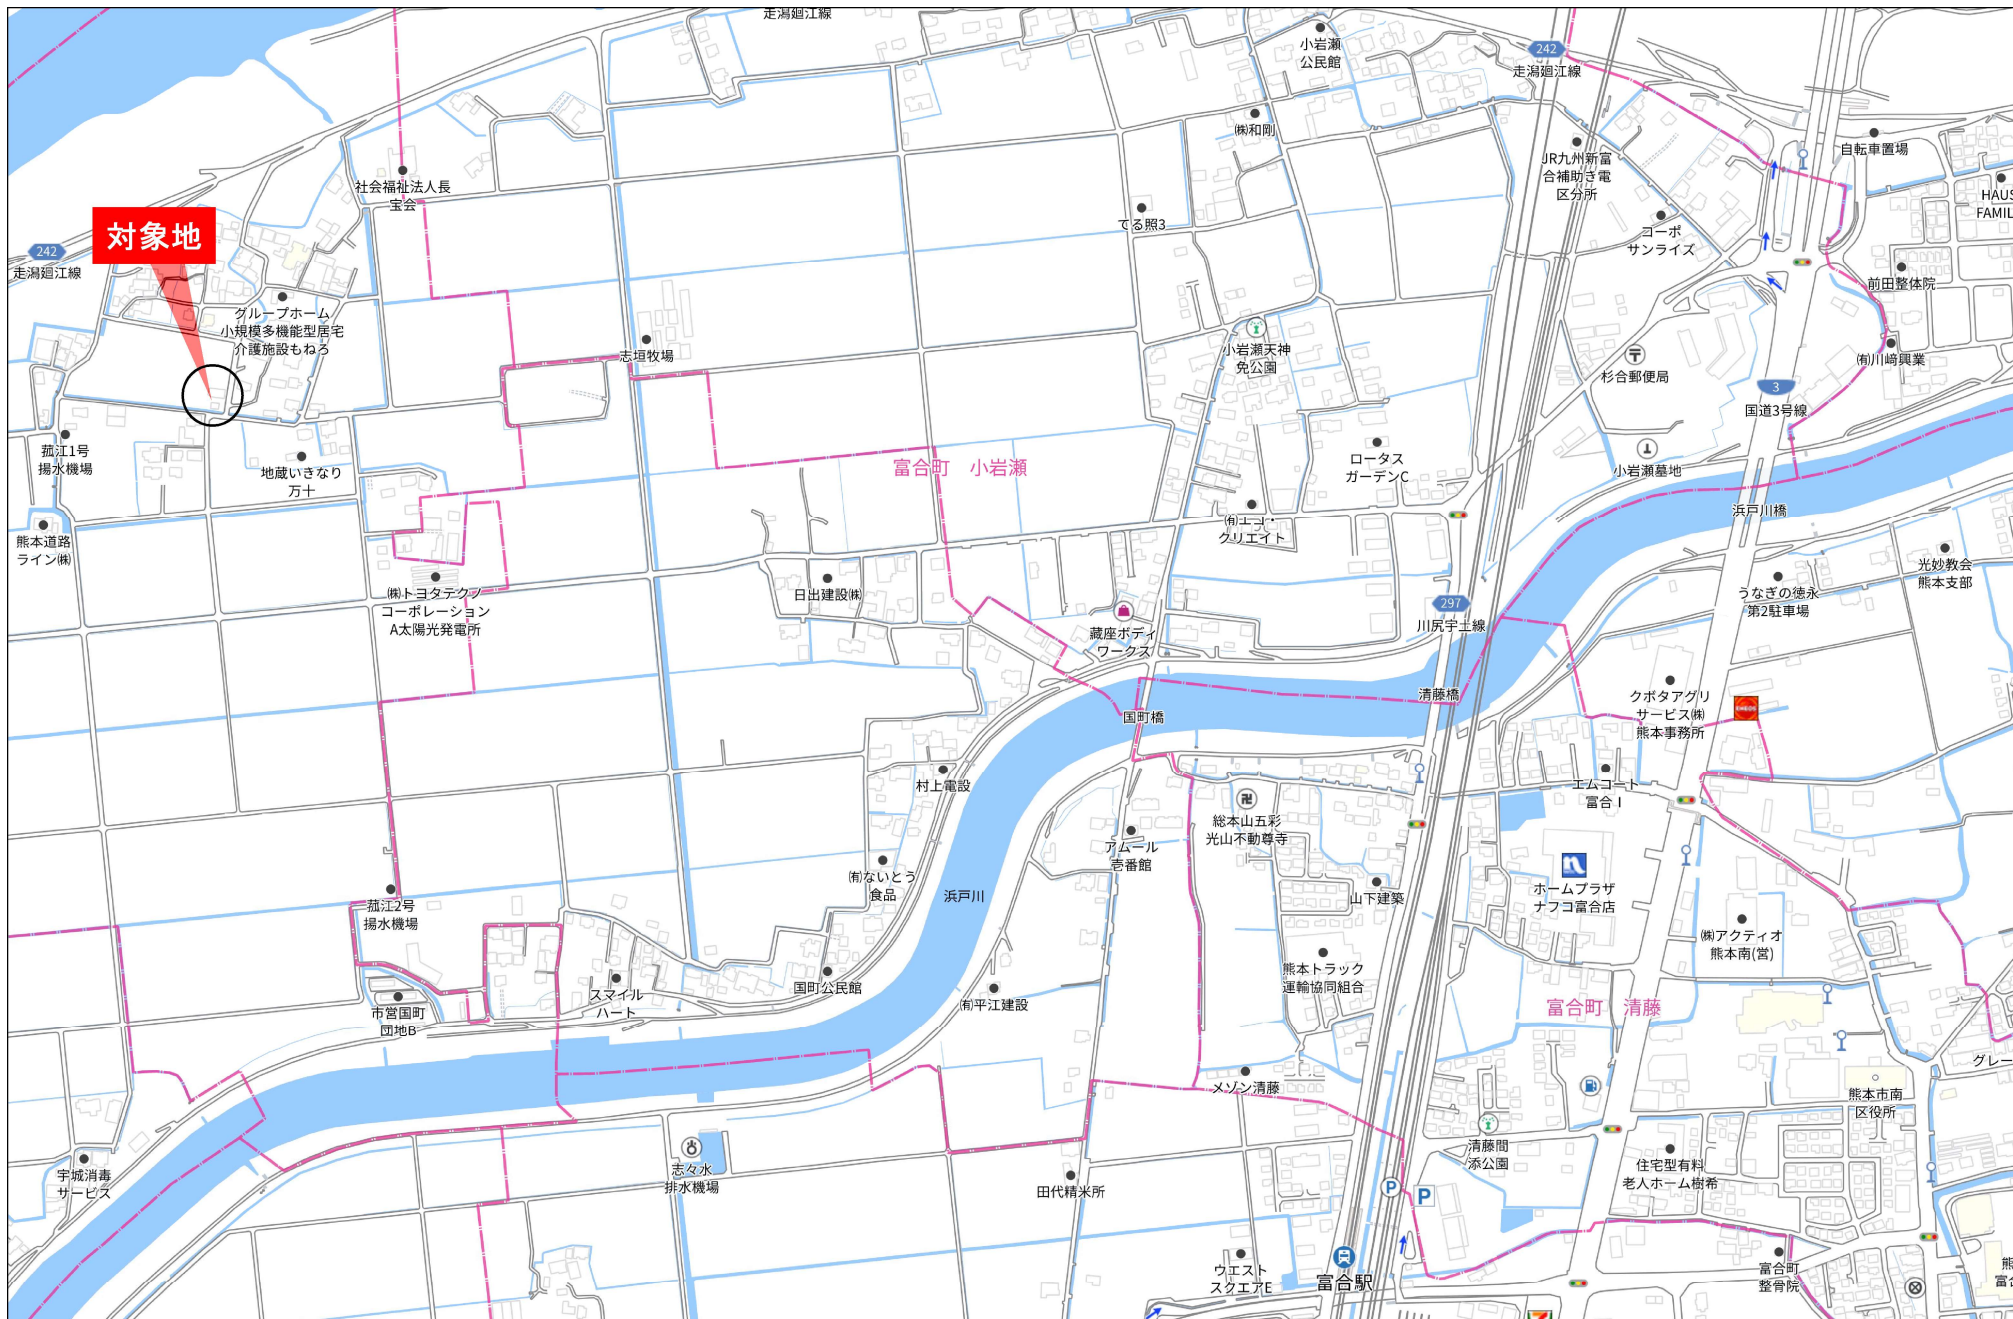 走潟廻江線
小岩瀬
公民館
242
走潟廻江線
㈱和剛
自転車置場
JR九州新富
合補助き電
区分所
社会福祉法人長
宝会
てる照3
コーポ
サンライズ
対象地
242
走潟廻江線
前田整体院
グループホーム
小規模多機能型居宅
介護施設もねろ
志垣牧場
小岩瀬天神
免公園
杉合郵便局
㈲川﨑興業
3
国道3号線
菰江1号
揚水機場
地蔵いきなり
万十
富合町 小岩瀬
ロータス
ガーデンC
小岩瀬墓地
浜戸川橋
熊本道路
ライン㈱
㈲エコ・
クリエイト
光妙教会
熊本支部
㈱トヨタテクノ
コーポレーション
A太陽光発電所
日出建設㈱
うなぎの徳永
第2駐車場
297
川尻宇土線
藏座ボディ
ワークス
清藤橋
クボタアグリ
サービス㈱
熊本事務所
ENEOS
国町橋
村上電設
エムコート
富合Ⅰ
総本山五彩
光山不動尊寺
アムール
壱番館
㈲ないとう
食品
浜戸川
山下建築
ホームプラザ
ナフコ富合店
菰江2号
揚水機場
㈱アクティオ
熊本南(営)
熊本トラック
運輸協同組合
国町公民館
スマイル
ハート
㈲平江建設
市営国町
団地B
富合町 清藤
グレー
メゾン清藤
熊本市南
区役所
清藤間
添公園
宇城消毒
サービス
志々水
排水機場
田代精米所
住宅型有料
老人ホーム樹希
P
P
ウエスト
スクエアE
富合駅
富合町
整骨院